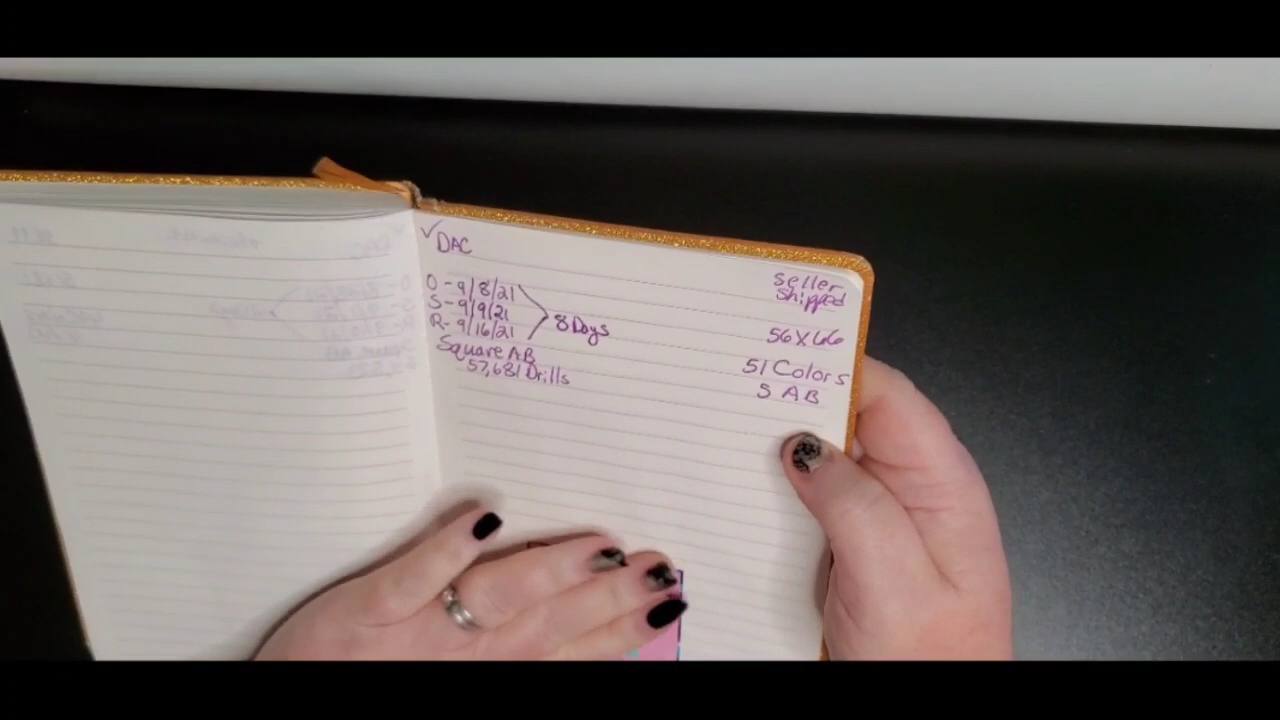 ✓DAC
Seller
Shipped
O - 9/8/21
S - 9/9/21
R - 9/16/21
8 Days
56X66
Square AB
57,681 Drills
51 Colors
5 AB